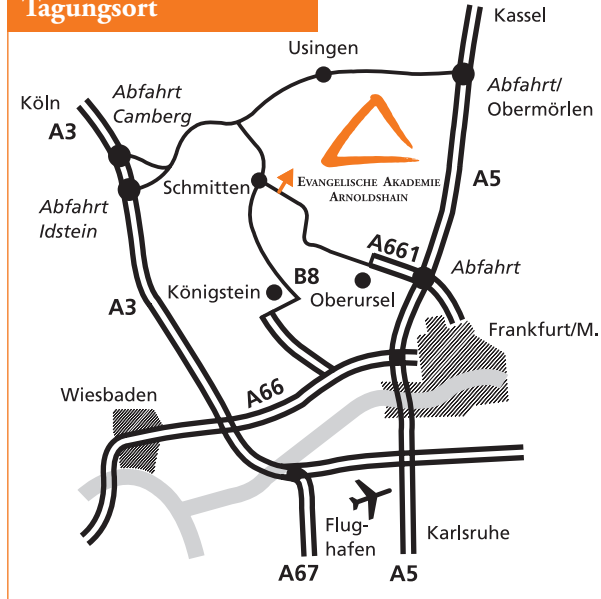 Tagungsort
Kassel
Usingen
Abfahrt
Camberg
Köln
A3
Abfahrt/
Obermörlen
Schmitten
EVANGELISCHE AKADEMIE
ARNOLDSHAIN
A5
Abfahrt
Idstein
A661
Abfahrt
B8
Königstein
Oberursel
A3
Frankfurt/M.
Wiesbaden
A66
Flug-
hafen
Karlsruhe
A67
A5